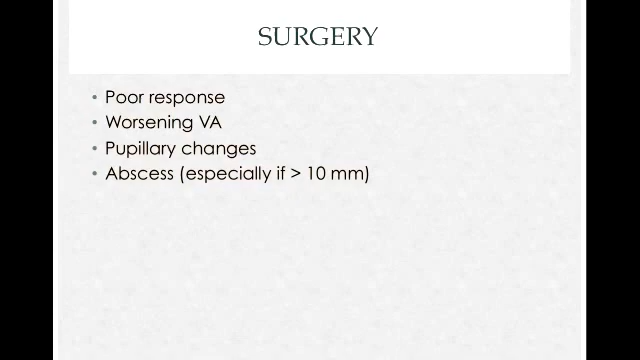 SURGERY
• Poor response
• Worsening VA
• Pupillary changes
• Abscess (especially if > 10 mm)